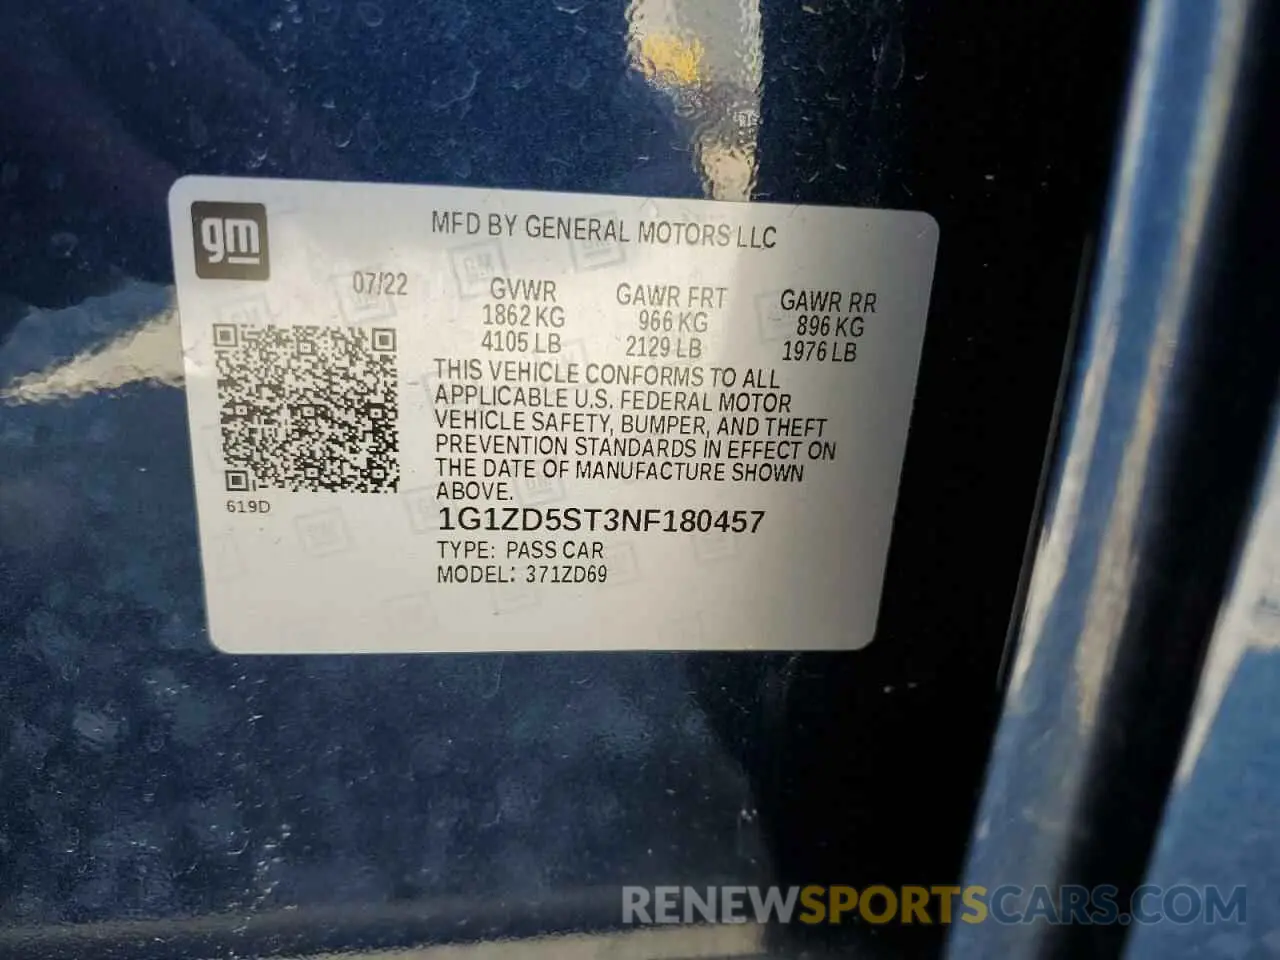 gm
MFD BY GENERAL MOTORS LLC
07/22
GVWR GAWR FRT GAWR RR
1862 KG 966 KG 896 KG
4105 LB 2129 LB 1976 LB
THIS VEHICLE CONFORMS TO ALL
APPLICABLE U.S. FEDERAL MOTOR
VEHICLE SAFETY, BUMPER, AND THEFT
PREVENTION STANDARDS IN EFFECT ON
THE DATE OF MANUFACTURE SHOWN
ABOVE.
619D
1G1ZD5ST3NF180457
TYPE: PASS CAR
MODEL: 371ZD69
RENEWSPORTSCARS.COM